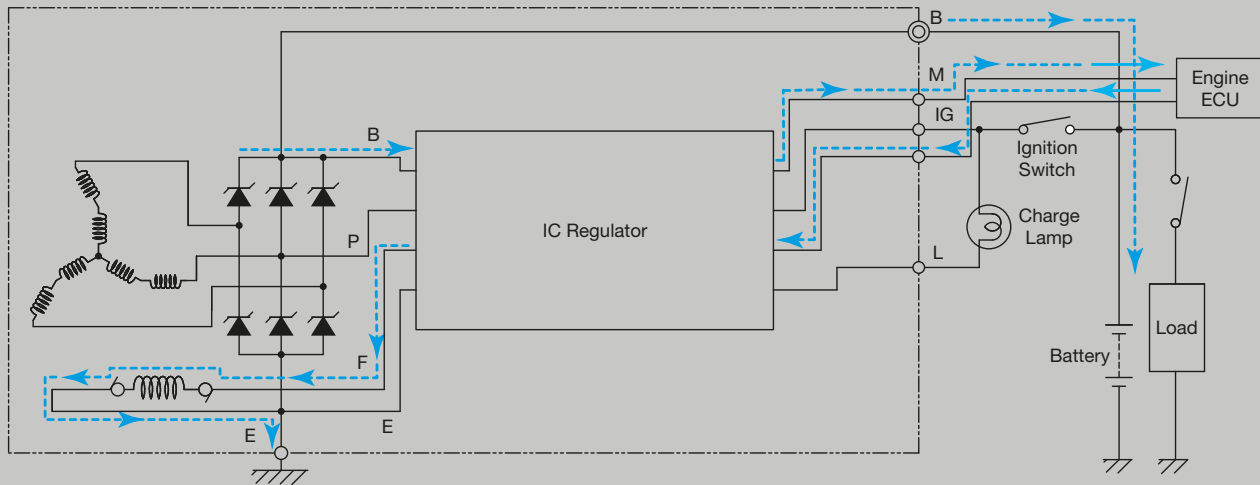 B
M
Engine
ECU
IG
B
Ignition
Switch
IC Regulator
Charge
Lamp
P
L
F
Battery
Load
E
E